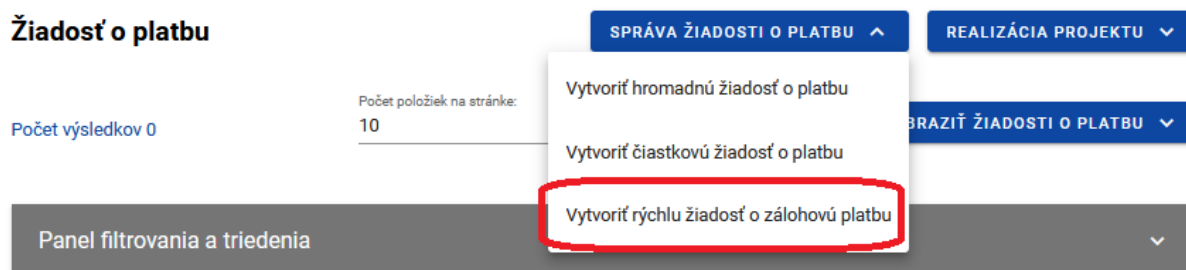 Žiadosť o platbu
SPRÁVA ŽIADOSTI O PLATBU
REALIZÁCIA PROJEKTU
Vytvoriť hromadnú žiadosť o platbu
Vytvoriť čiastkovú žiadosť o platbu
Vytvoriť rýchlu žiadosť o zálohovú platbu
Počet výsledkov 0
Počet položiek na stránke:
10
ŽIADOSTI O PLATBU
Panel filtrovania a triedenia